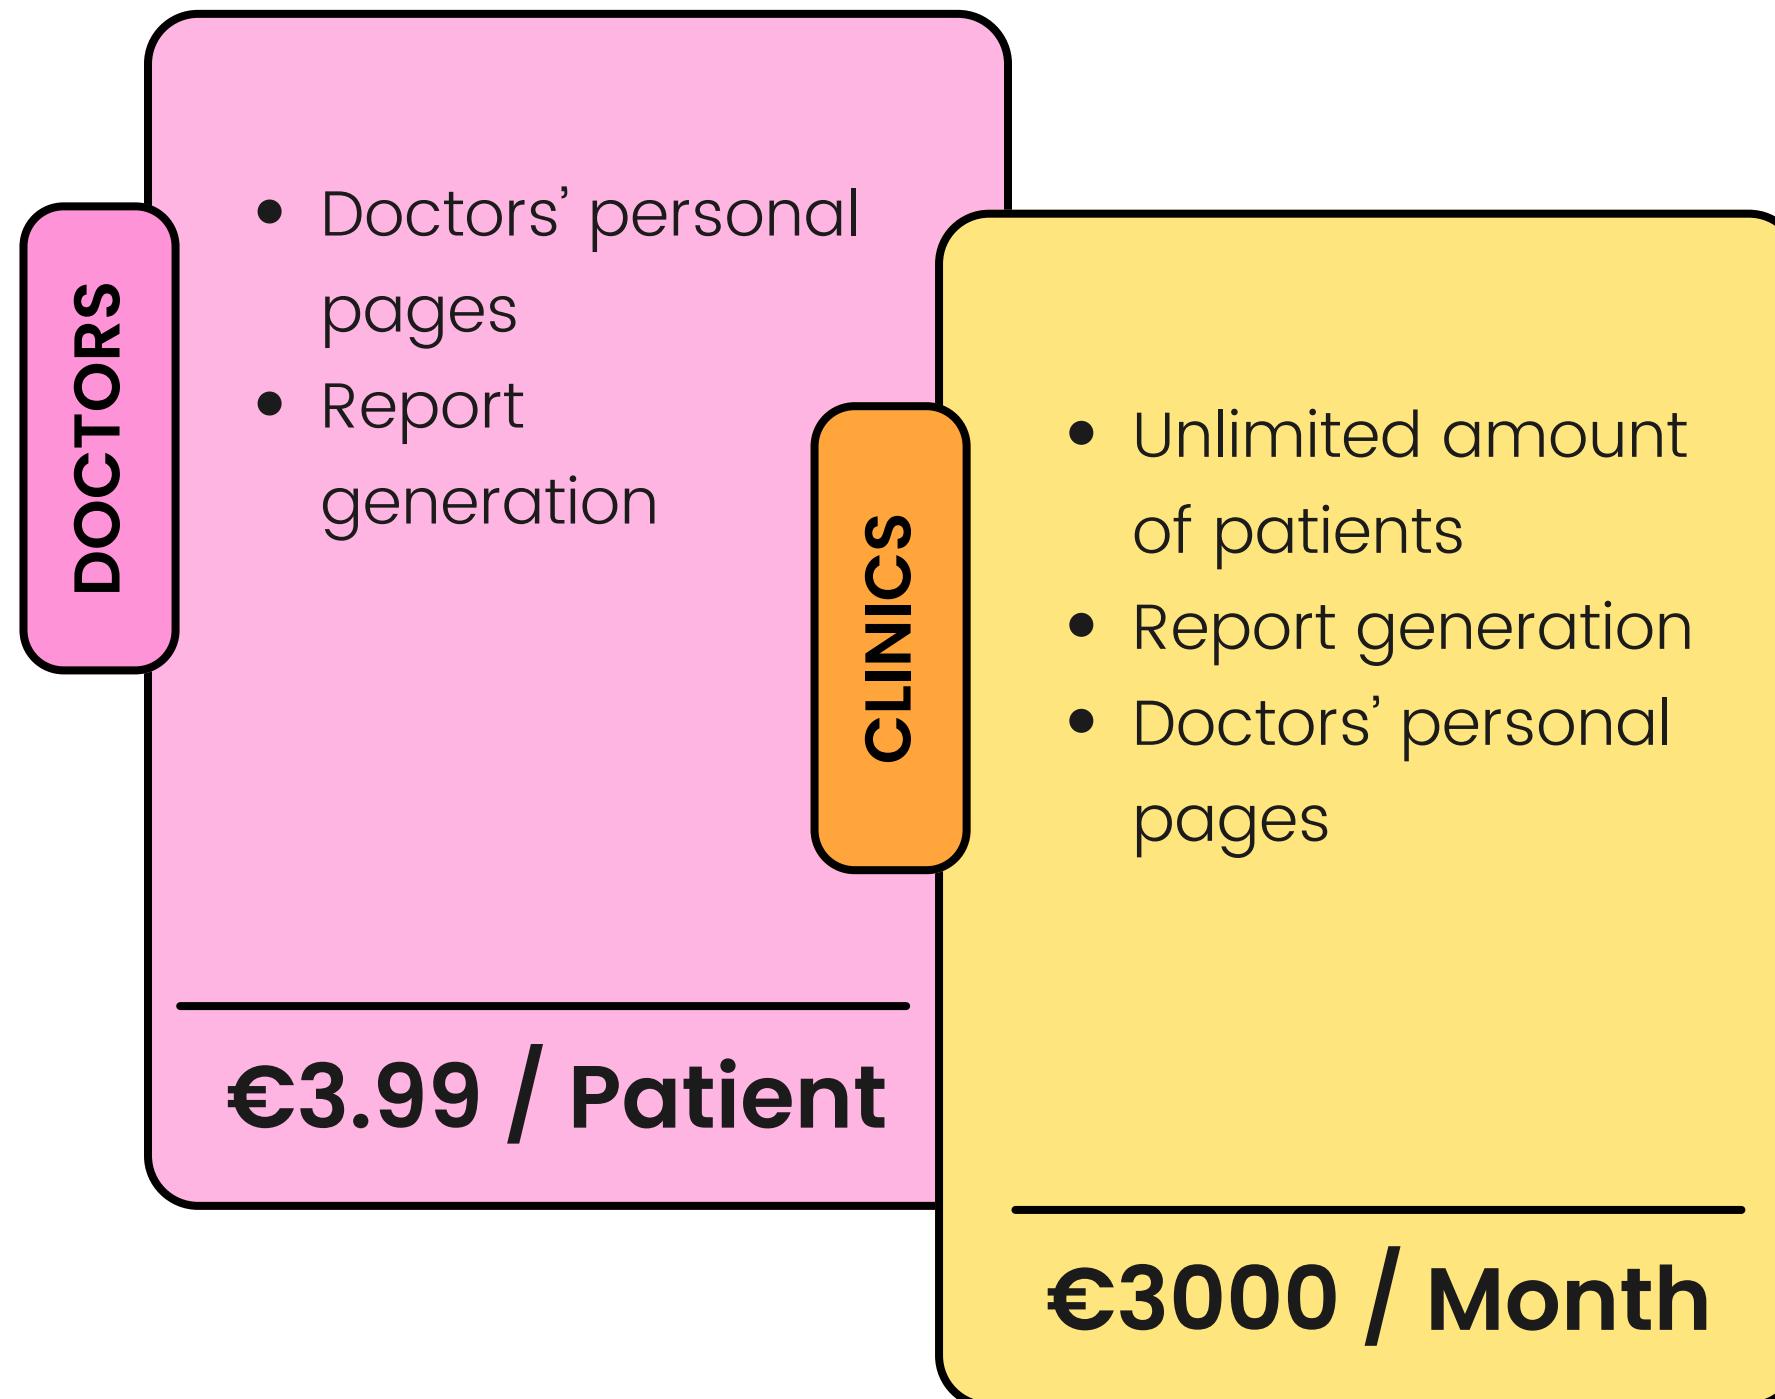 DOCTORS
• Doctors’ personal
pages
• Report
generation
€3.99 / Patient
CLINICS
• Unlimited amount
of patients
• Report generation
• Doctors’ personal
pages
€3000 / Month